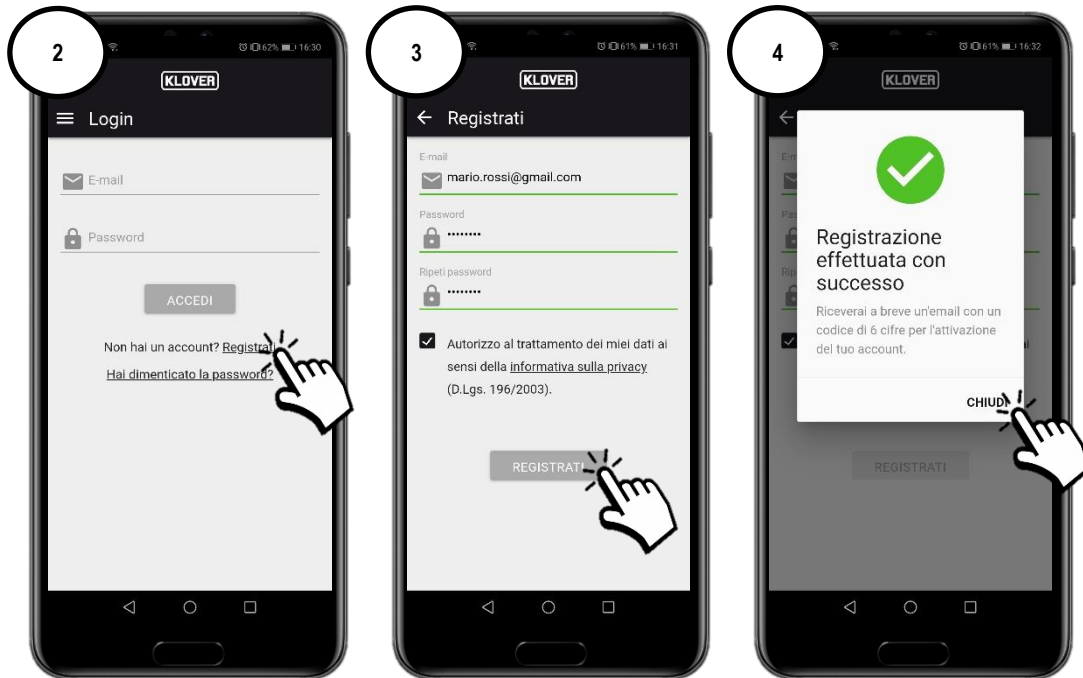 2
62% 16:30
KLOVER
Login
E-mail
Password
ACCEDI
Non hai un account? Registrati
Hai dimenticato la password?
3
61% 16:31
KLOVER
Registrati
E-mail
mario.rossi@gmail.com
Password
••••••••
Ripeti password
••••••••
Autorizzo al trattamento dei miei dati ai
sensi della informativa sulla privacy
(D.Lgs. 196/2003).
REGISTRATI
4
61% 16:32
KLOVER
Registrazione
effettuata con
successo
Riceverai a breve un'email con un
codice di 6 cifre per l'attivazione
del tuo account.
CHIUDI
REGISTRATI